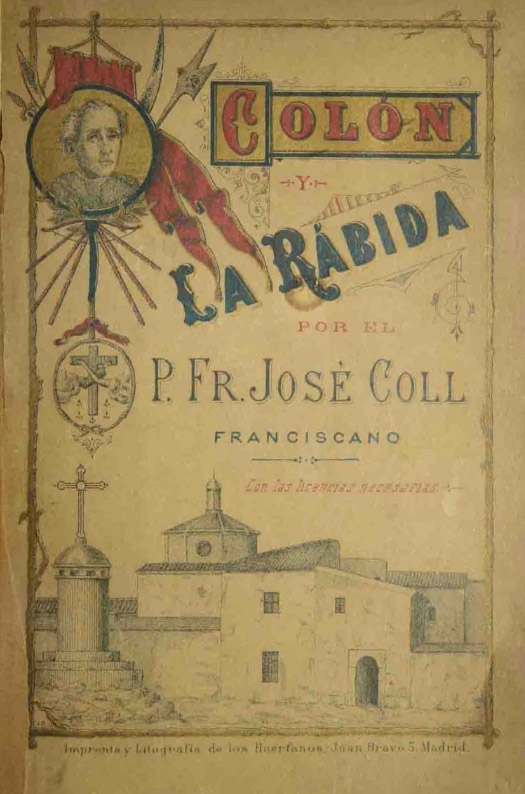 COLÓN
Y
LA RÁBIDA
POR EL
P. FR. JOSÉ COLL
FRANCISCANO
Con las licencias necesarias.
Imprenta y Litografía de los Huérfanos, Juan Bravo 5, Madrid.